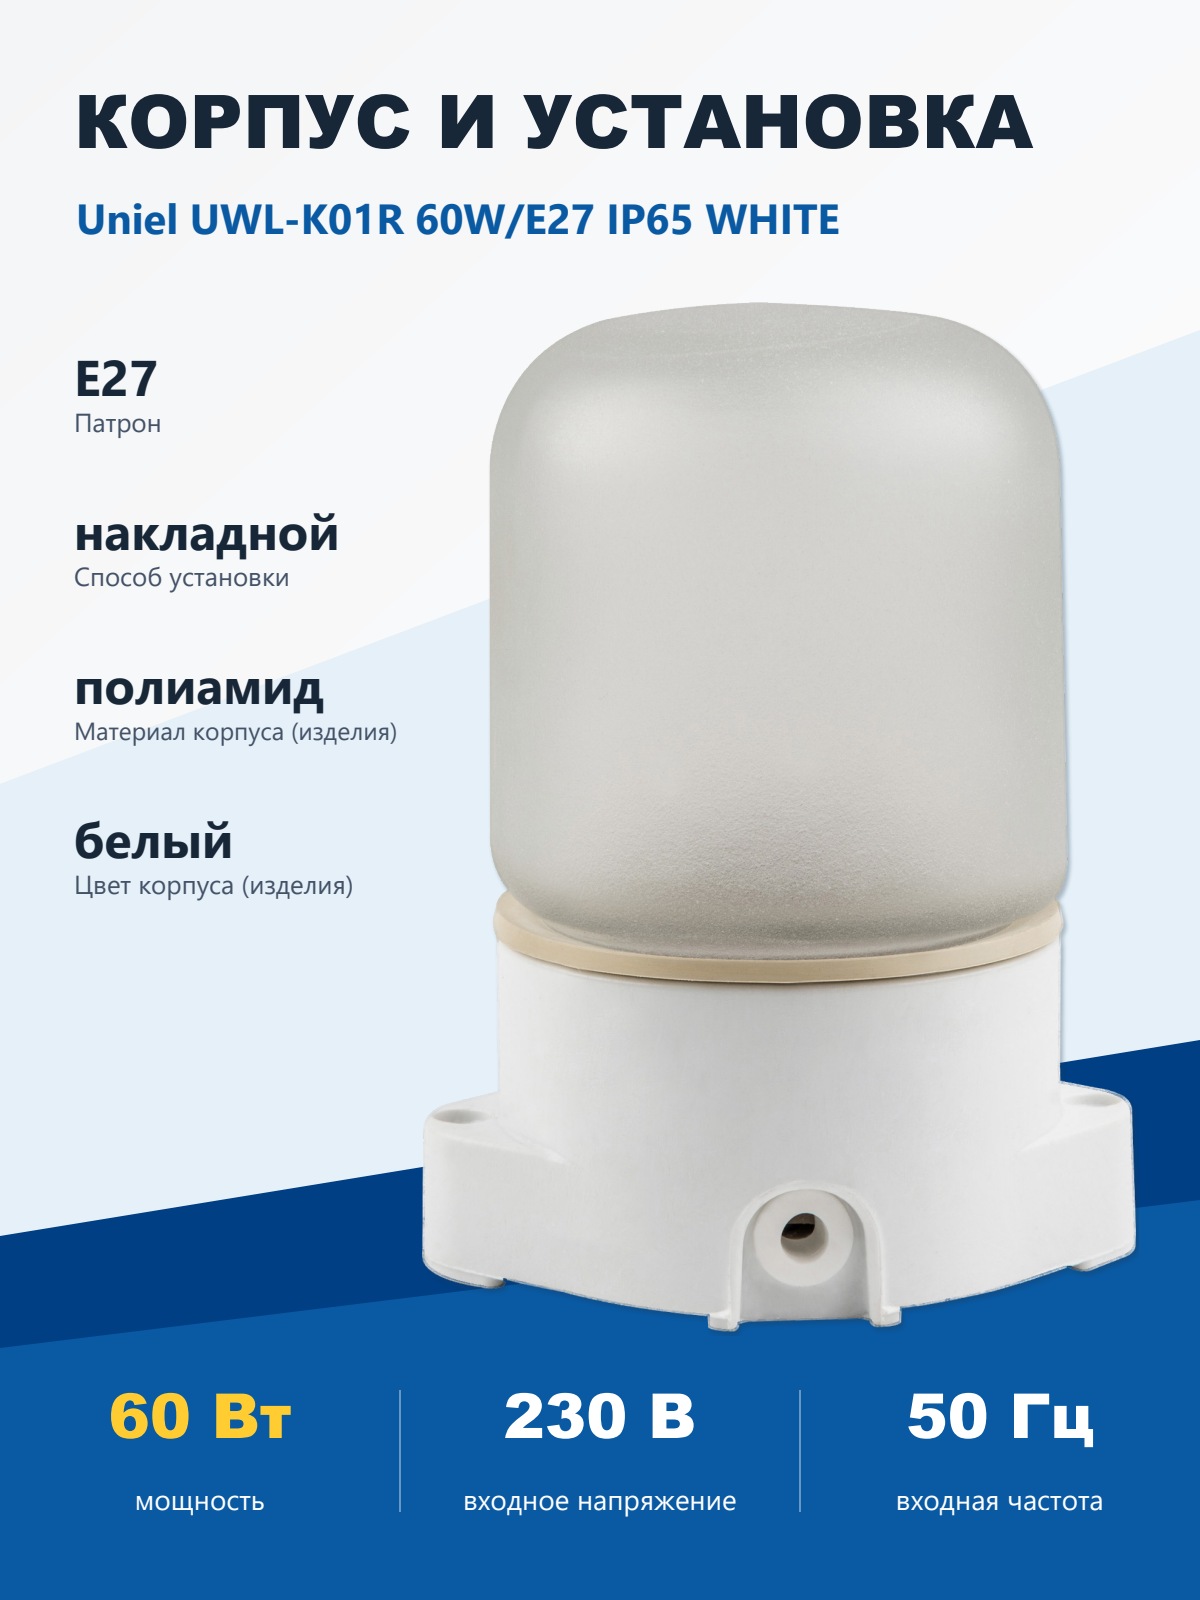 КОРПУС И УСТАНОВКА
Uniel UWL-K01R 60W/E27 IP65 WHITE
E27
Патрон
накладной
Способ установки
полиамид
Материал корпуса (изделия)
белый
Цвет корпуса (изделия)
60 Вт
230 В
50 Гц
мощность
входное напряжение
входная частота